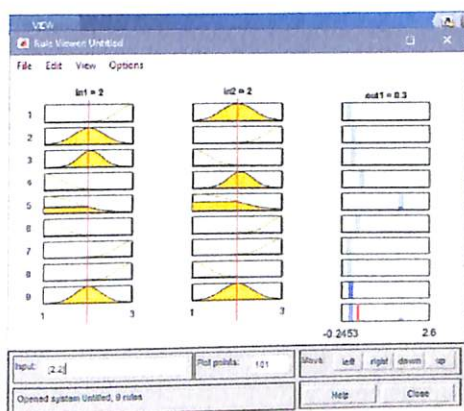 VIEW
Rule Viewer: Untitled
File Edit View Options
in1 = 2 in2 = 2 out1 = 0.3
1
2
3
4
5
6
7
8
9
1 3 1 3
-0.2453 2.6
Input: [2,2] Plot points: 101 Move: left right down up
Opened system Untitled, 9 rules Help Close